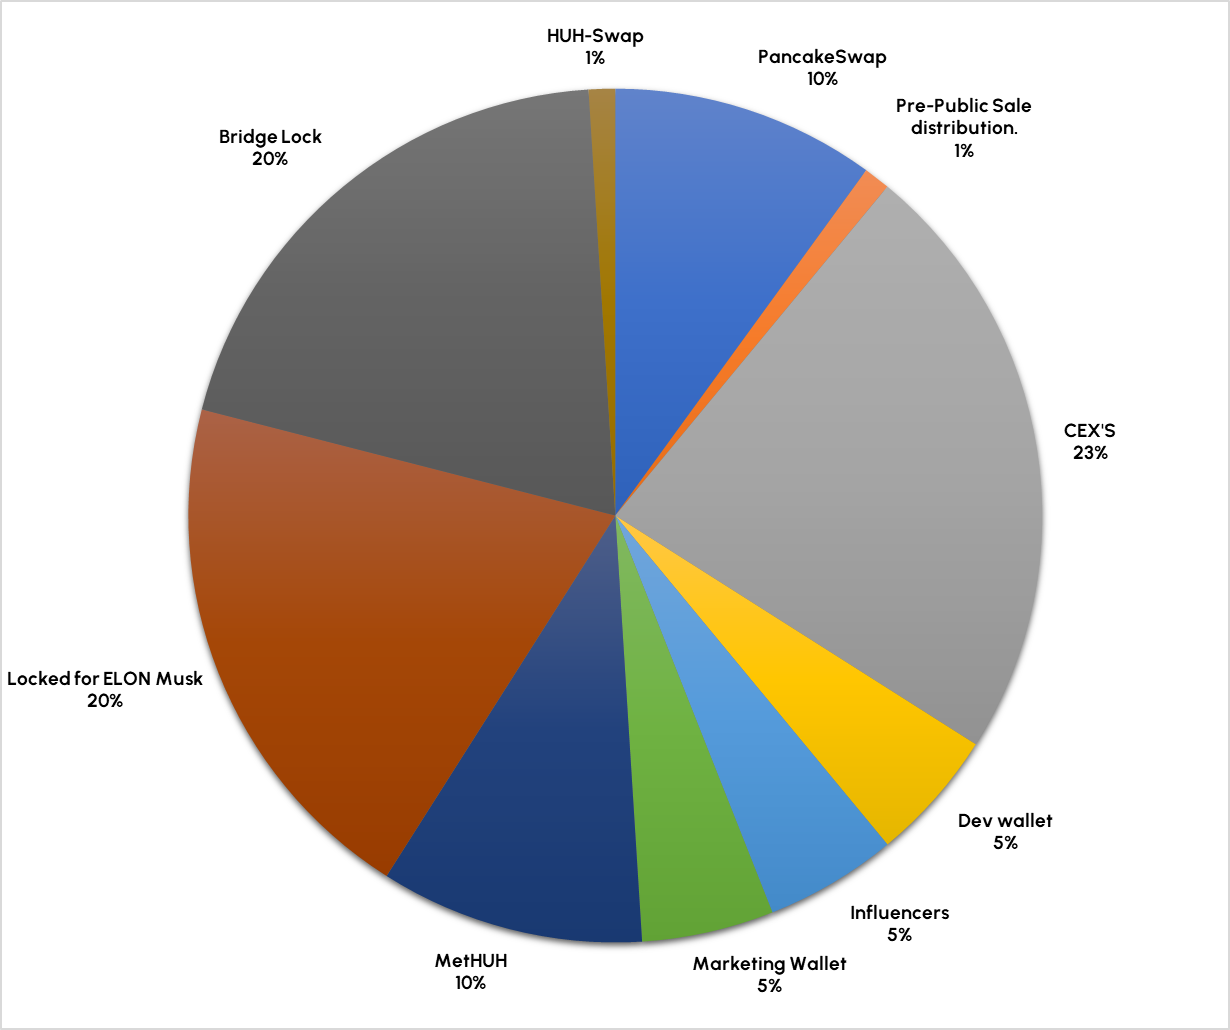 HUH-Swap
1%
PancakeSwap
10%
Pre-Public Sale
distribution.
1%
CEX'S
23%
Dev wallet
5%
Influencers
5%
Marketing Wallet
5%
MetHUH
10%
Locked for ELON Musk
20%
Bridge Lock
20%